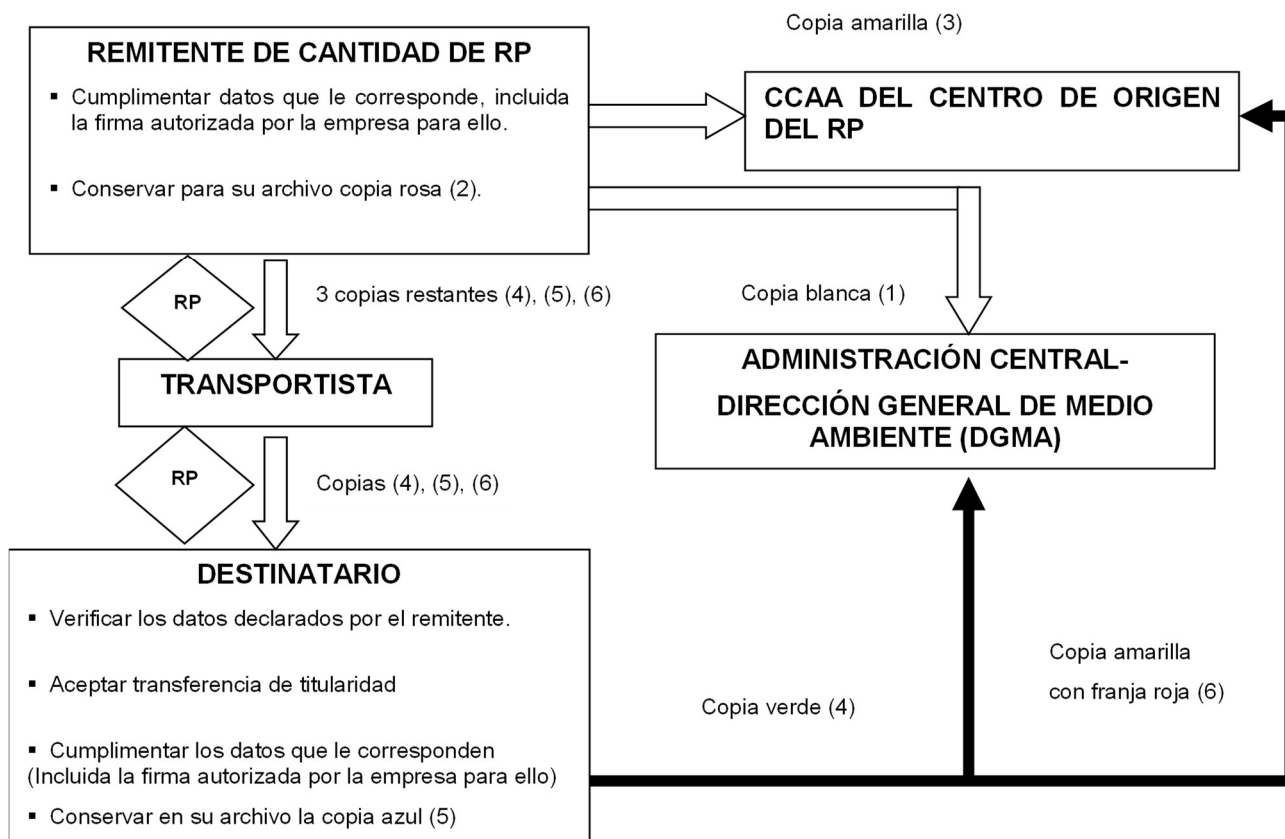 Copia amarilla (3)
REMITENTE DE CANTIDAD DE RP
▪ Cumplimentar datos que le corresponde, incluida
la firma autorizada por la empresa para ello.
▪ Conservar para su archivo copia rosa (2).
CCAA DEL CENTRO DE ORIGEN
DEL RP
RP
3 copias restantes (4), (5), (6)
Copia blanca (1)
TRANSPORTISTA
ADMINISTRACIÓN CENTRAL-
DIRECCIÓN GENERAL DE MEDIO
AMBIENTE (DGMA)
RP
Copias (4), (5), (6)
DESTINATARIO
▪ Verificar los datos declarados por el remitente.
▪ Aceptar transferencia de titularidad
▪ Cumplimentar los datos que le corresponden
(Incluida la firma autorizada por la empresa para ello)
▪ Conservar en su archivo la copia azul (5)
Copia verde (4)
Copia amarilla
con franja roja (6)